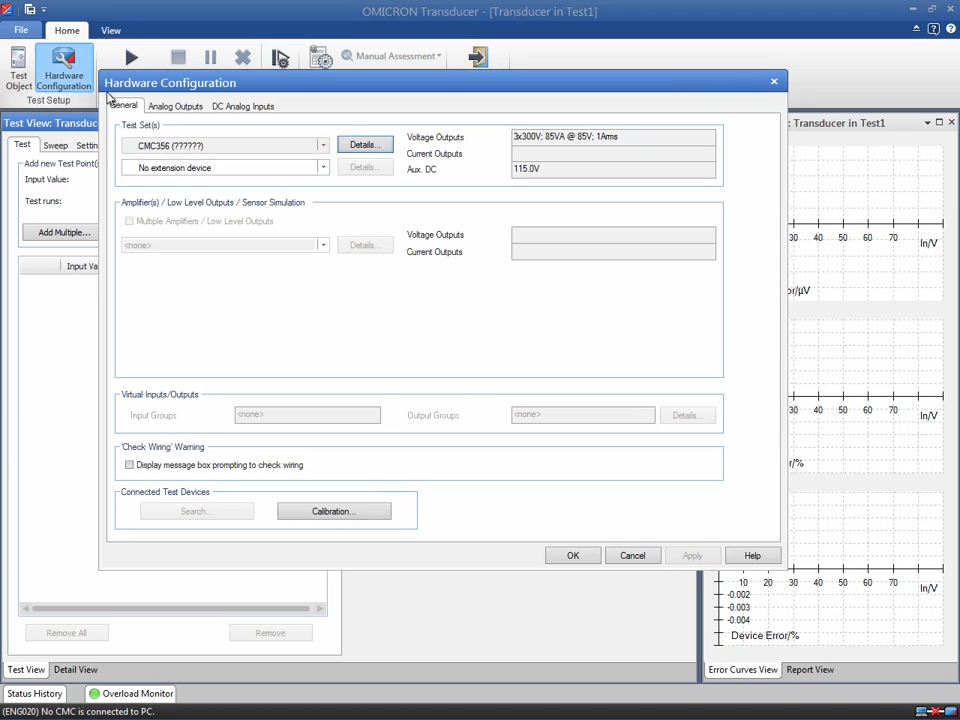 OMICRON Transducer - [Transducer in Test1]
File
Home
View
Test Object
Hardware Configuration
Test Setup
Manual Assessment
Hardware Configuration
General
Analog Outputs
DC Analog Inputs
Test View: Transduc
: Transducer in Test1
Test
Sweep
Settin
Add new Test Point(s
Input Value:
Test runs:
Add Multiple...
Input Va
Test Set(s)
CMC356 (??????)
Details...
No extension device
Details...
Voltage Outputs
3x300V; 85VA @ 85V; 1Arms
Current Outputs
Aux. DC
115.0V
Amplifier(s) / Low Level Outputs / Sensor Simulation
Multiple Amplifiers / Low Level Outputs
<none>
Details...
Voltage Outputs
Current Outputs
Virtual Inputs/Outputs
Input Groups
<none>
Output Groups
<none>
Details...
'Check Wiring' Warning
Display message box prompting to check wiring
Connected Test Devices
Search...
Calibration...
OK
Cancel
Apply
Help
30 40 50 60 70
In/V
or/µV
30 40 50 60 70
In/V
r/%
10 20 30 40 50 60 70
In/V
-0.002
-0.003
-0.004
Device Error/%
Remove All
Remove
Test View
Detail View
Error Curves View
Report View
Status History
Overload Monitor
(ENG020) No CMC is connected to PC.